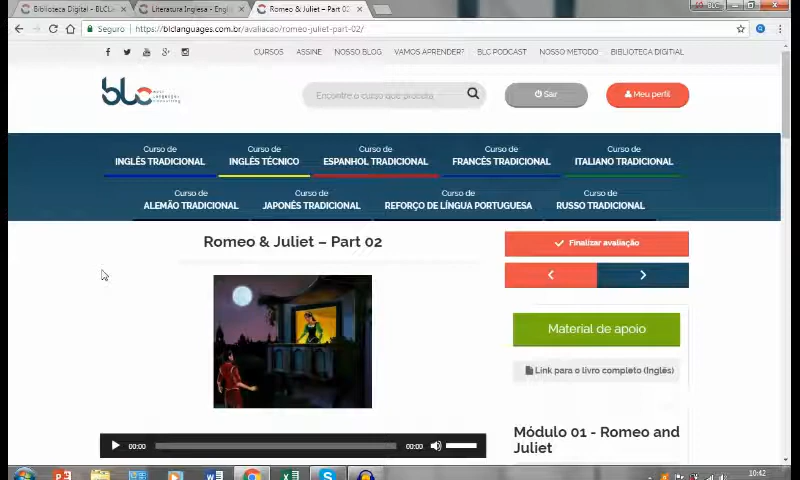 Biblioteca Digital - BLCLa
Literatura Inglesa - Engl
Romeo & Juliet – Part 02
BLC
Seguro
https://blclanguages.com.br/avaliacao/romeo-juliet-part-02/
CURSOS ASSINE NOSSO BLOG VAMOS APRENDER? BLC PODCAST NOSSO METODO BIBLIOTECA DIGITIAL
blc
Encontre o curso que procura
Sair
Meu perfil
Curso de
INGLÊS TRADICIONAL
Curso de
INGLÊS TÉCNICO
Curso de
ESPANHOL TRADICIONAL
Curso de
FRANCÊS TRADICIONAL
Curso de
ITALIANO TRADICIONAL
Curso de
ALEMÃO TRADICIONAL
Curso de
JAPONÊS TRADICIONAL
Curso de
REFORÇO DE LÍNGUA PORTUGUESA
Curso de
RUSSO TRADICIONAL
Romeo & Juliet – Part 02
Finalizar avaliação
Material de apoio
Link para o livro completo (Inglês)
Módulo 01 - Romeo and
Juliet
00:00
00:00
10:42